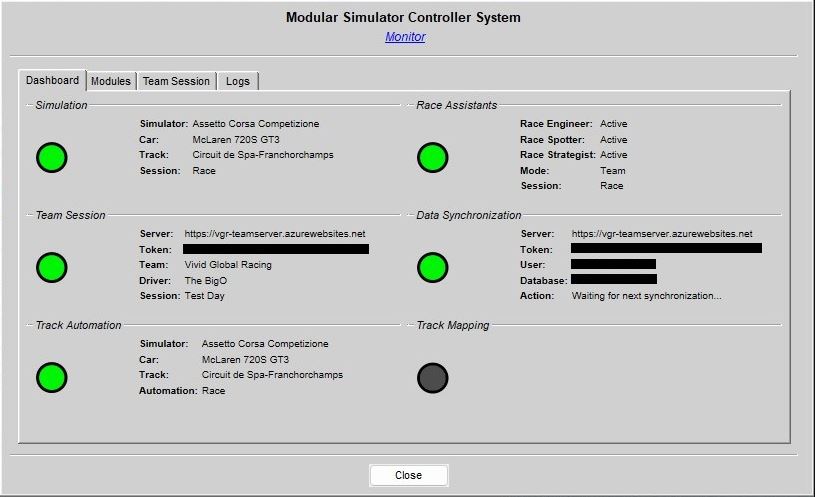 Modular Simulator Controller System
Monitor
Dashboard Modules Team Session Logs
Simulation
Simulator: Assetto Corsa Competizione
Car: McLaren 720S GT3
Track: Circuit de Spa-Franchorchamps
Session: Race
Race Assistants
Race Engineer: Active
Race Spotter: Active
Race Strategist: Active
Mode: Team
Session: Race
Team Session
Server: https://vgr-teamserver.azurewebsites.net
Token:
Team: Vivid Global Racing
Driver: The BigO
Session: Test Day
Data Synchronization
Server: https://vgr-teamserver.azurewebsites.net
Token:
User:
Database:
Action: Waiting for next synchronization...
Track Automation
Simulator: Assetto Corsa Competizione
Car: McLaren 720S GT3
Track: Circuit de Spa-Franchorchamps
Automation: Race
Track Mapping
Close